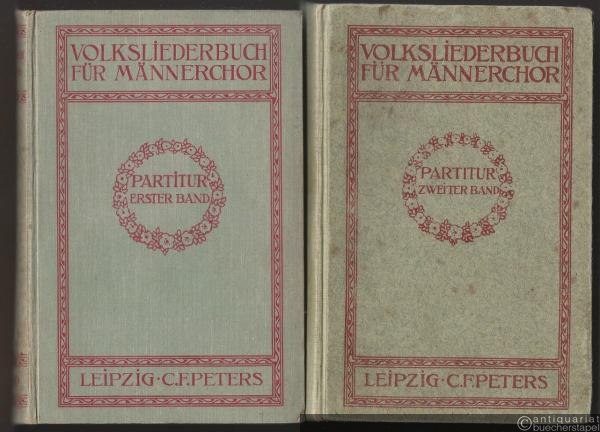 VOLKSLIEDERBUCH
FÜR MÄNNERCHOR
PARTITUR
ERSTER BAND
LEIPZIG · C.F. PETERS
VOLKSLIEDERBUCH
FÜR MÄNNERCHOR
PARTITUR
ZWEITER BAND
LEIPZIG · C.F. PETERS
© antiquariat
buecherstapel